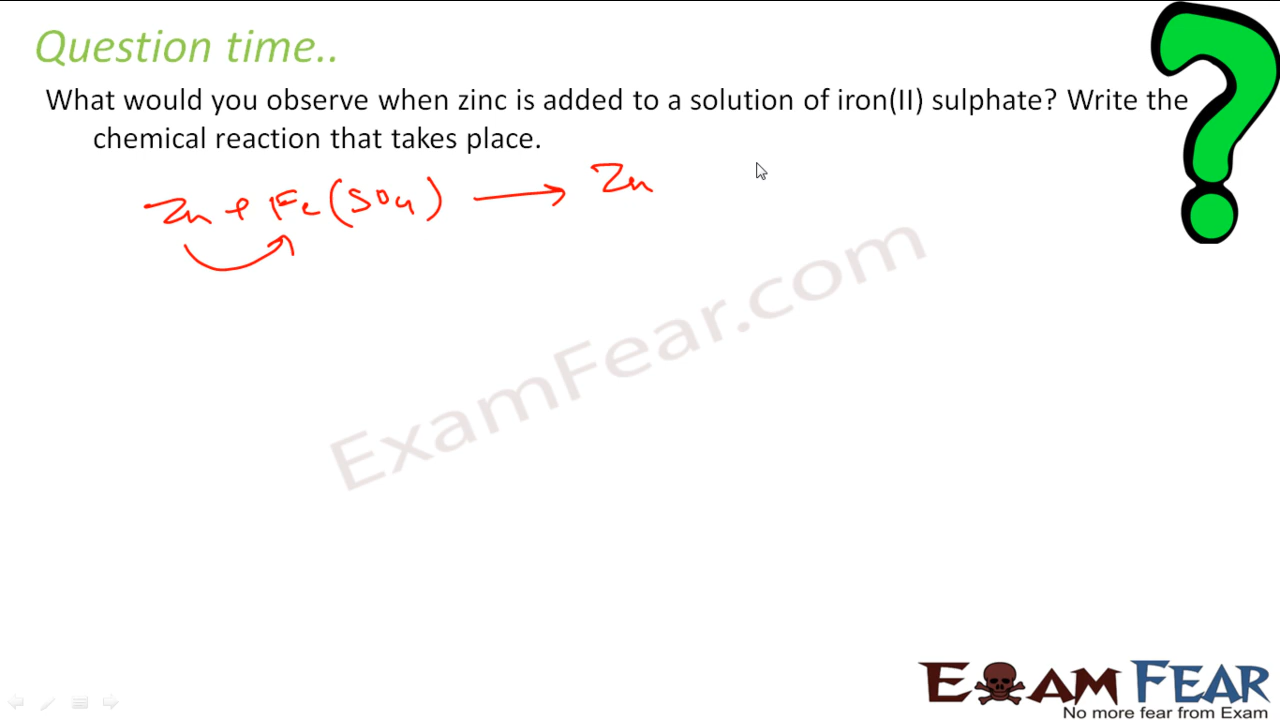 Question time..
What would you observe when zinc is added to a solution of iron(II) sulphate? Write the
chemical reaction that takes place.
Zn + Fe (SO4) → Zn
ExamFear.com
EXAM FEAR
No more fear from Exam